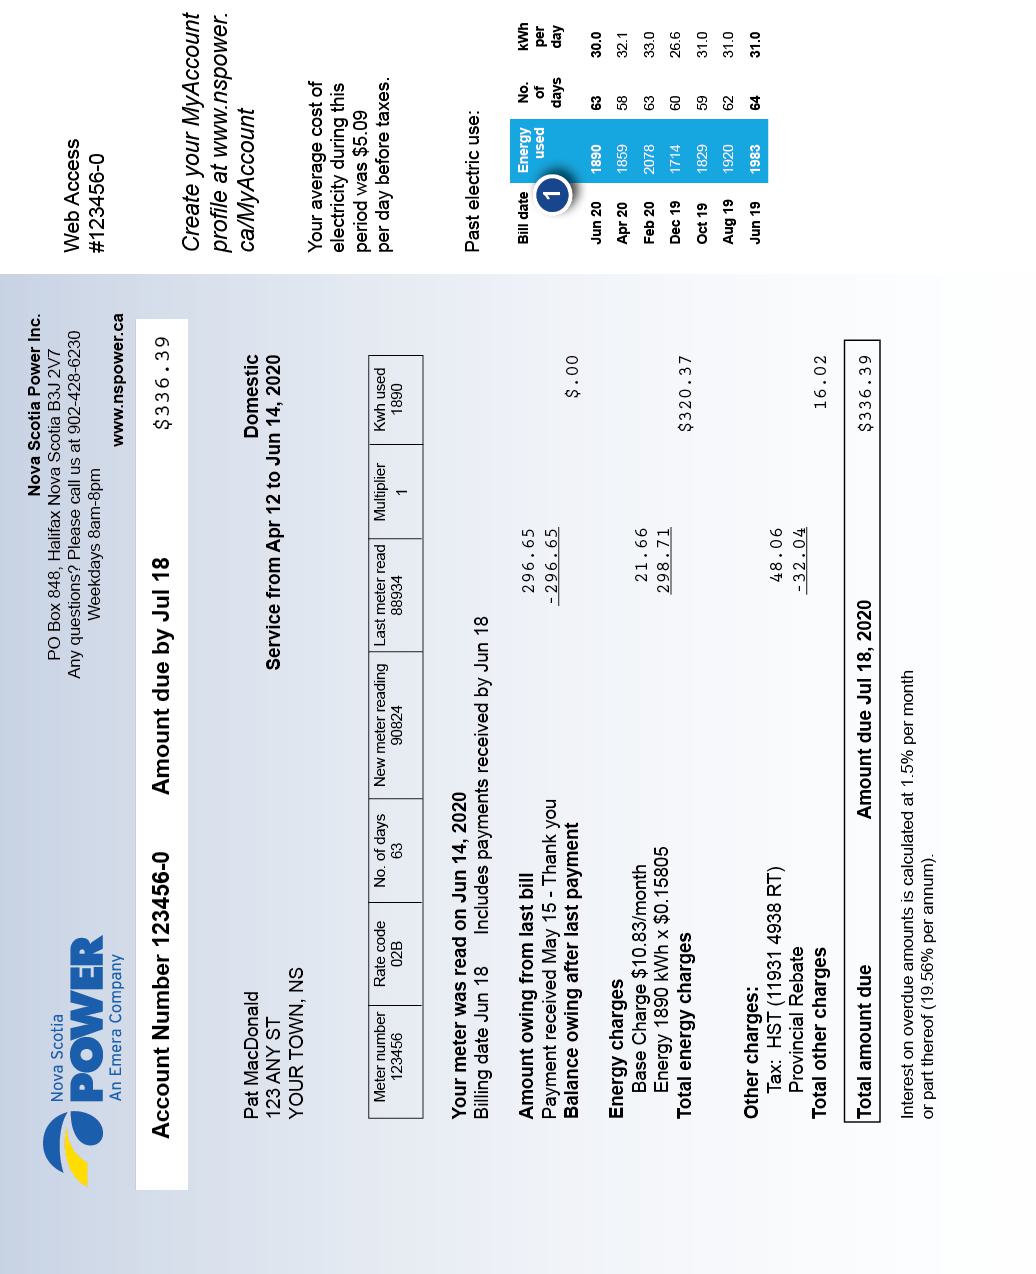 Nova Scotia
POWER
An Emera Company
Nova Scotia Power Inc.
PO Box 848, Halifax Nova Scotia B3J 2V7
Any questions? Please call us at 902-428-6230
Weekdays 8am-8pm
www.nspower.ca
Account Number 123456-0 Amount due by Jul 18 $336.39
Pat MacDonald
123 ANY ST
YOUR TOWN, NS
Domestic
Service from Apr 12 to Jun 14, 2020
Meter number Rate code No. of days New meter reading Last meter read Multiplier Kwh used
123456 02B 63 90824 88934 1 1890
Your meter was read on Jun 14, 2020
Billing date Jun 18 Includes payments received by Jun 18
Amount owing from last bill 296.65
Payment received May 15 - Thank you -296.65
Balance owing after last payment $.00
Energy charges
Base Charge $10.83/month 21.66
Energy 1890 kWh x $0.15805 298.71
Total energy charges $320.37
Other charges:
Tax: HST (11931 4938 RT) 48.06
Provincial Rebate -32.04
Total other charges 16.02
Total amount due Amount due Jul 18, 2020 $336.39
Interest on overdue amounts is calculated at 1.5% per month
or part thereof (19.56% per annum).
Web Access
#123456-0
Create your MyAccount
profile at www.nspower.
ca/MyAccount
Your average cost of
electricity during this
period was $5.09
per day before taxes.
Past electric use:
Bill date Energy used No. of days kWh per day
1
Jun 20 1890 63 30.0
Apr 20 1859 58 32.1
Feb 20 2078 63 33.0
Dec 19 1714 60 26.6
Oct 19 1829 59 31.0
Aug 19 1920 62 31.0
Jun 19 1983 64 31.0